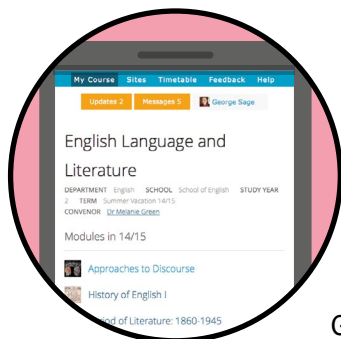 My Course Sites Timetable Feedback Help
Updates 2 Messages 5 George Sage
English Language and
Literature
DEPARTMENT English SCHOOL School of English STUDY YEAR
2 TERM Summer Vacation 14/15
CONVENOR Dr Melanie Green
Modules in 14/15
Approaches to Discourse
History of English I
of Literature: 1860-1945